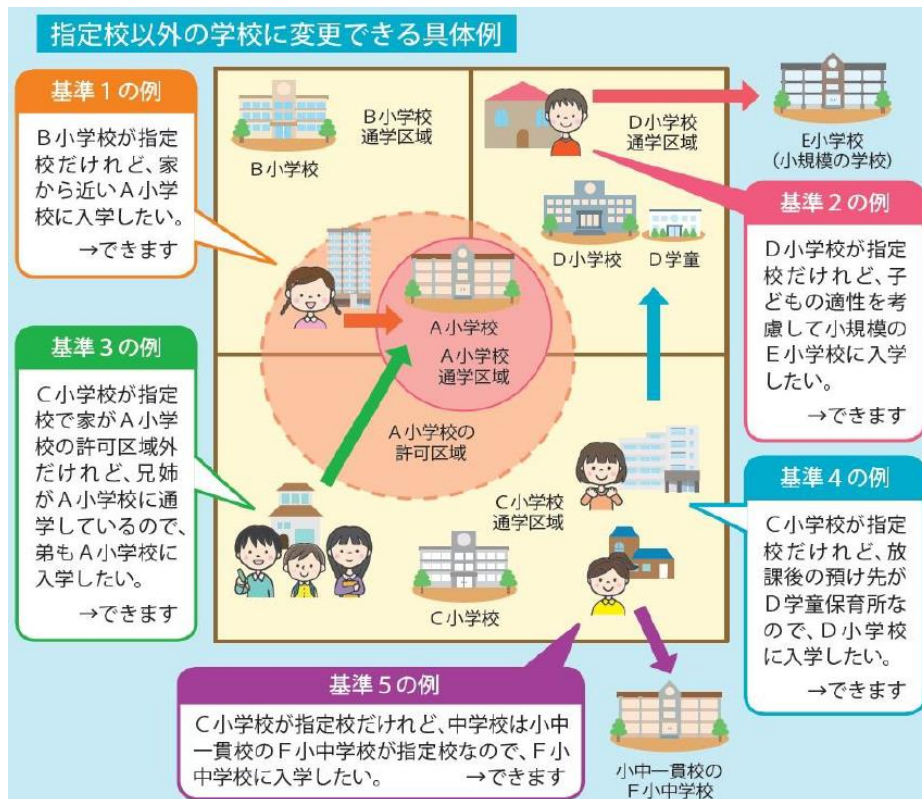 指定校以外の学校に変更できる具体例
基準1の例
B小学校が指定
校だけれど、家
から近いA小学
校に入学したい。
→できます
B小学校
通学区域
B小学校
D小学校
通学区域
E小学校
(小規模の学校)
D小学校
D学童
基準2の例
D小学校が指定
校だけれど、子
どもの適性を考
慮して小規模の
E小学校に入学
したい。
→できます
A小学校
A小学校
通学区域
A小学校の
許可区域
基準3の例
C小学校が指定
校で家がA小学
校の許可区域外
だけれど、兄姉
がA小学校に通
学しているので、
弟もA小学校に
入学したい。
→できます
C小学校
通学区域
C小学校
基準4の例
C小学校が指定
校だけれど、放
課後の預け先が
D学童保育所な
ので、D小学校
に入学したい。
→できます
基準5の例
C小学校が指定校だけれど、中学校は小中
一貫校のF小中学校が指定校なので、F小
中学校に入学したい。 →できます
小中一貫校の
F小中学校